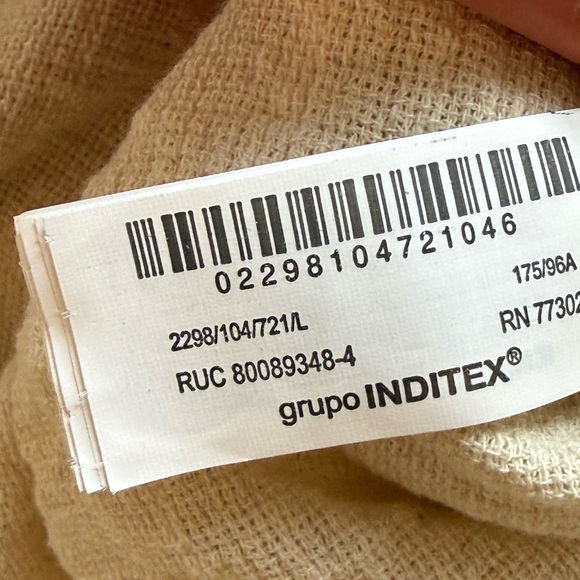 02298104721046
2298/104/721/L
175/96A
RUC 80089348-4
RN 77302
grupo INDITEX®